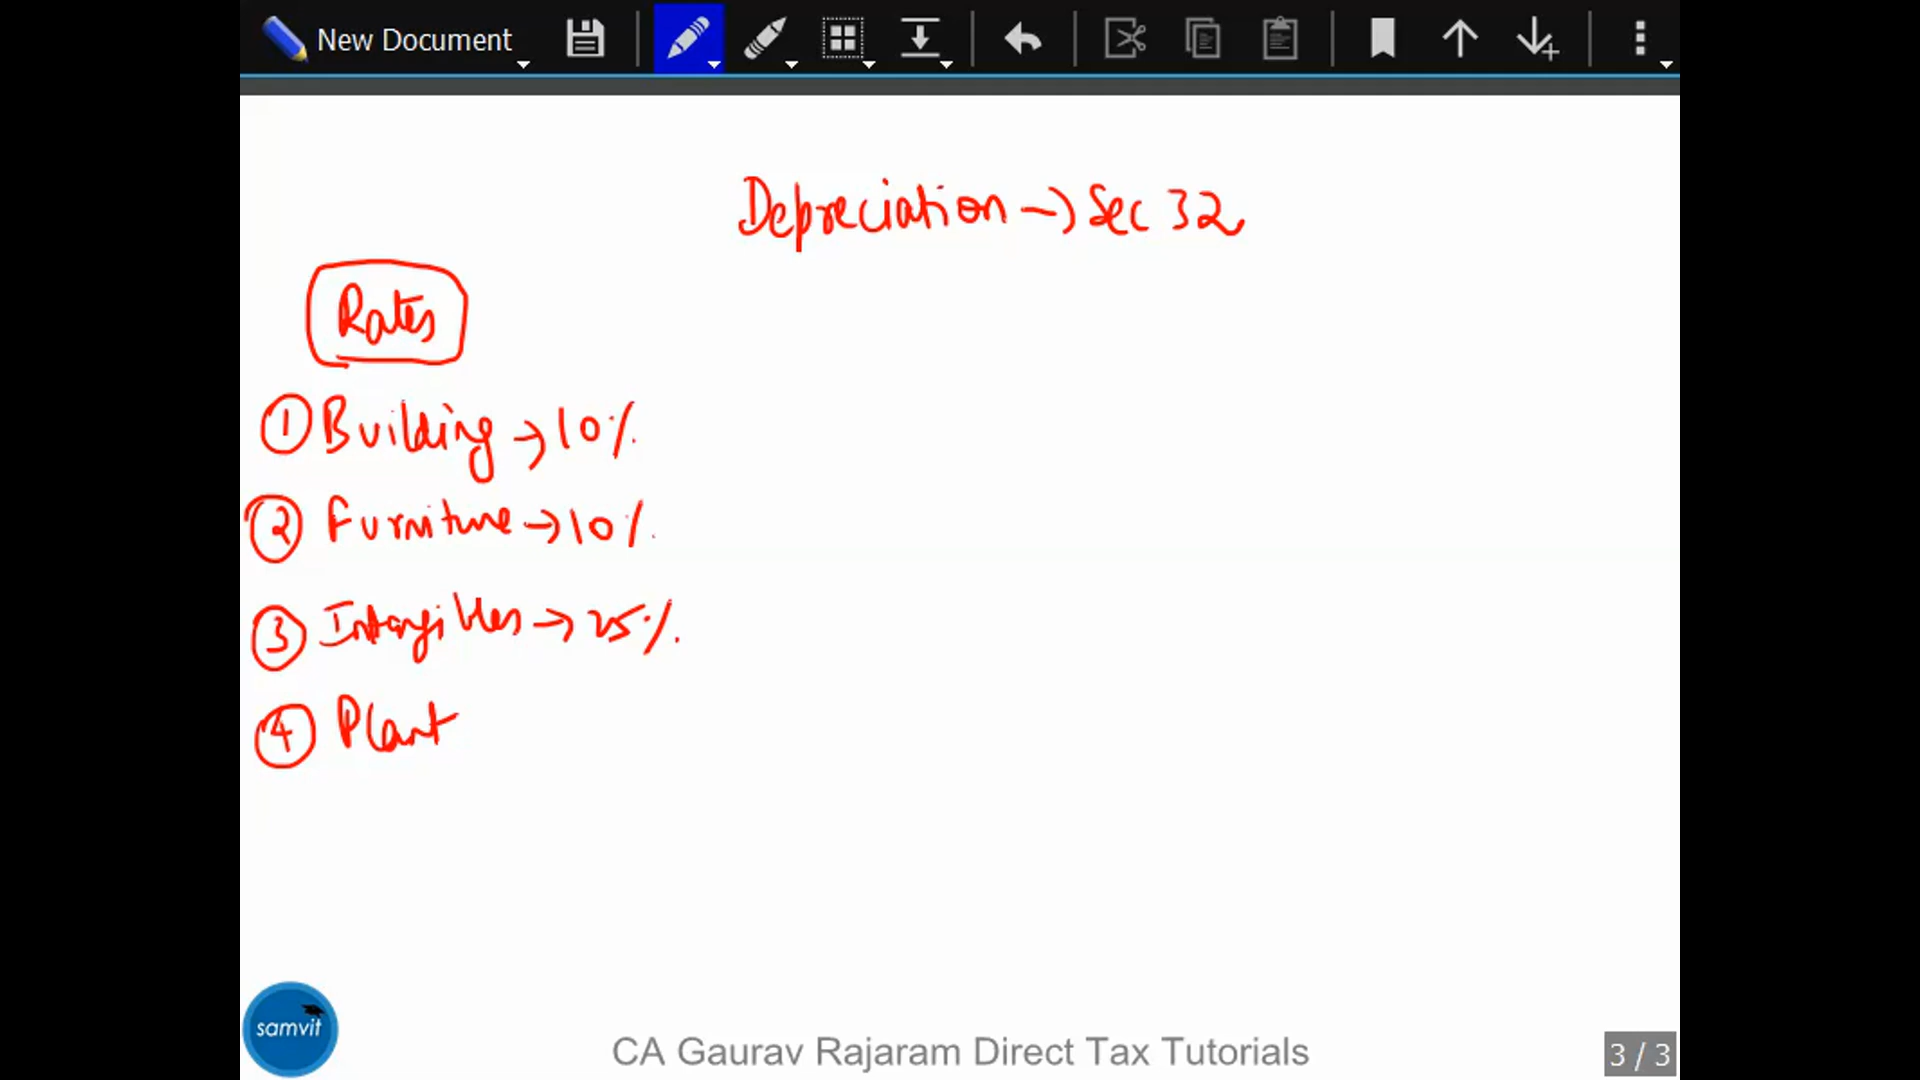 New Document
Depreciation → Sec 32
Rates
① Building → 10%
② Furniture → 10%
③ Intangibles → 25%
④ Plant
samvit
CA Gaurav Rajaram Direct Tax Tutorials
3 / 3